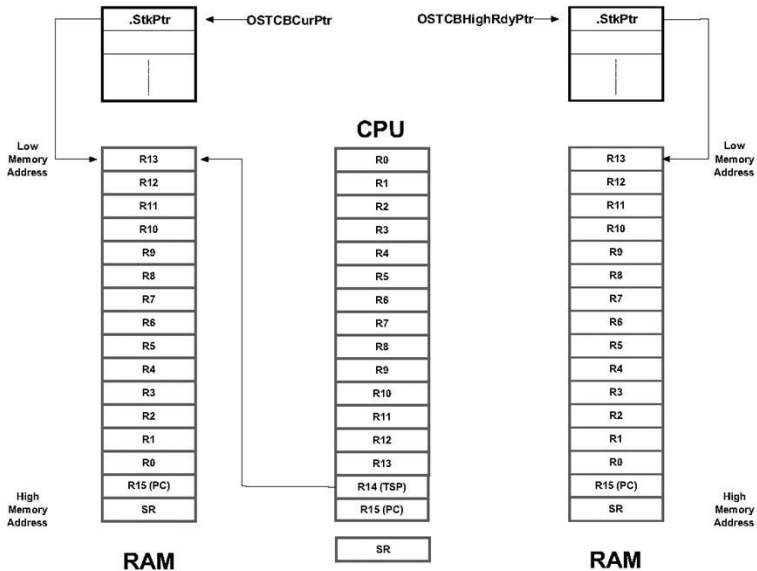 .StkPtr
OSTCBCurPtr
OSTCBHighRdyPtr
.StkPtr
CPU
Low
Memory
Address
R13
R12
R11
R10
R9
R8
R7
R6
R5
R4
R3
R2
R1
R0
R15 (PC)
SR
High
Memory
Address
RAM
R0
R1
R2
R3
R4
R5
R6
R7
R8
R9
R10
R11
R12
R13
R14 (TSP)
R15 (PC)
SR
Low
Memory
Address
R13
R12
R11
R10
R9
R8
R7
R6
R5
R4
R3
R2
R1
R0
R15 (PC)
SR
High
Memory
Address
RAM